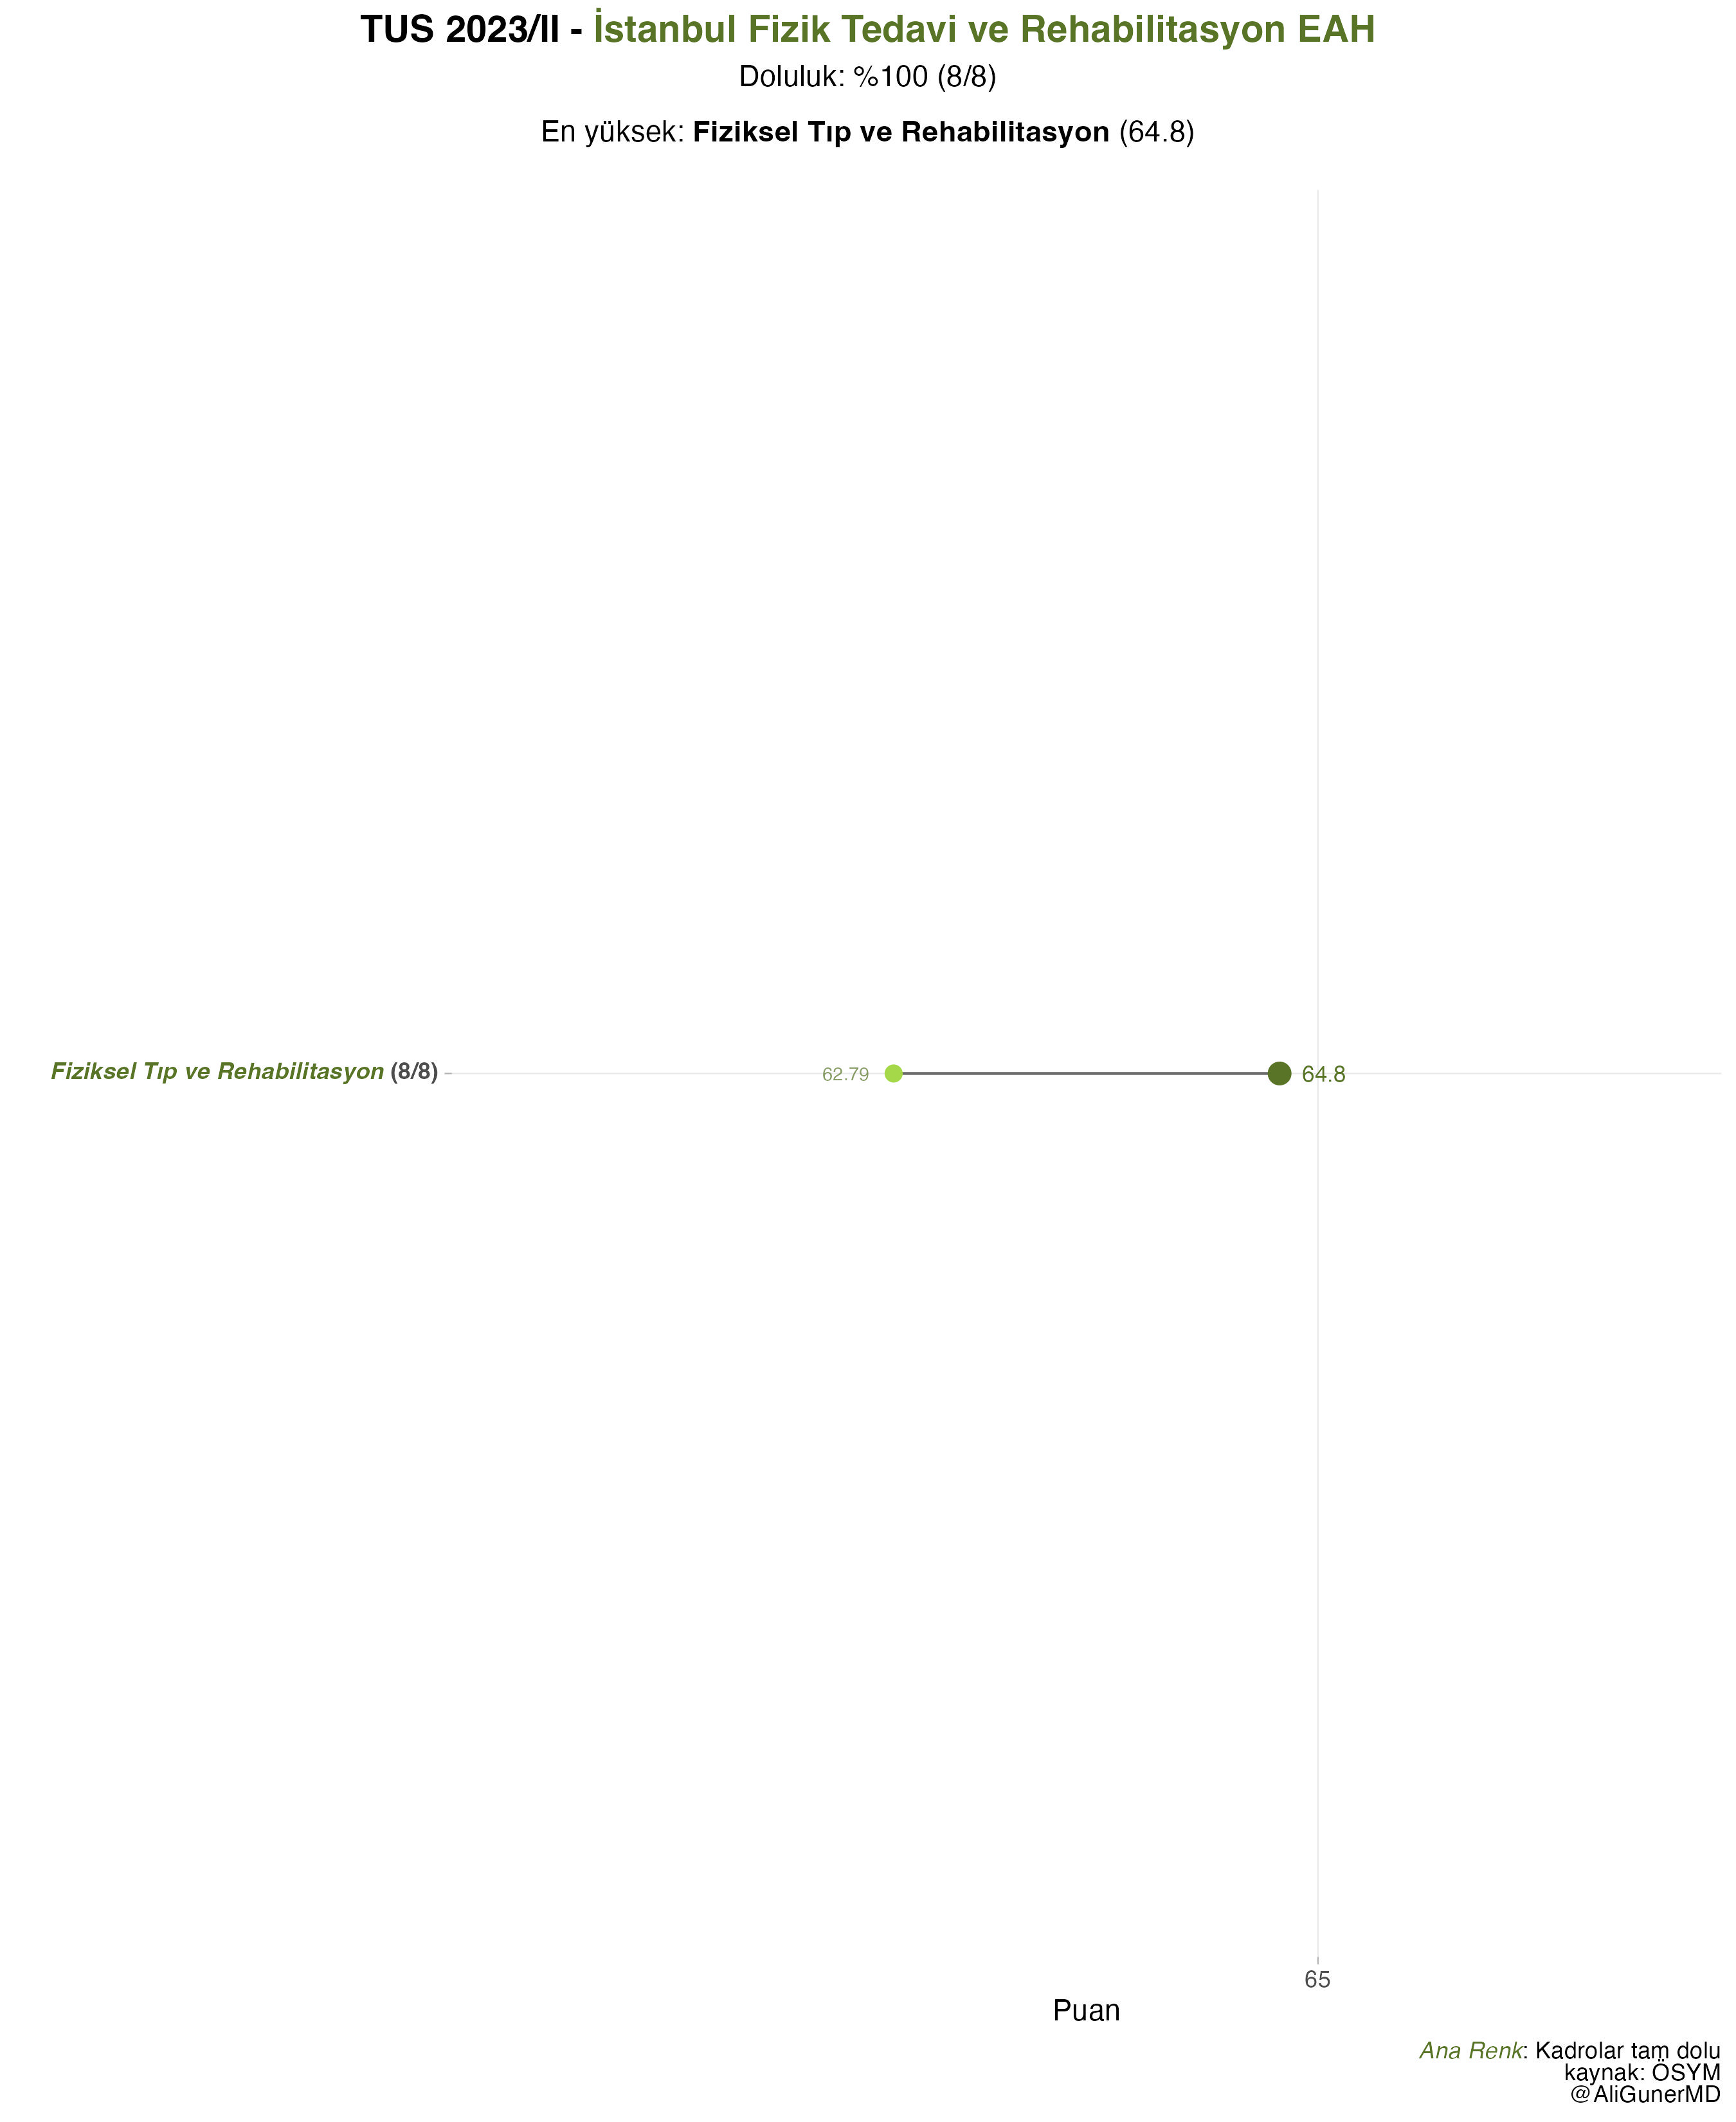 TUS 2023/II - İstanbul Fizik Tedavi ve Rehabilitasyon EAH
Doluluk: %100 (8/8)
En yüksek: Fiziksel Tıp ve Rehabilitasyon (64.8)
Fiziksel Tıp ve Rehabilitasyon (8/8)
62.79
64.8
65
Puan
Ana Renk: Kadrolar tam dolu
kaynak: ÖSYM
@AliGunerMD